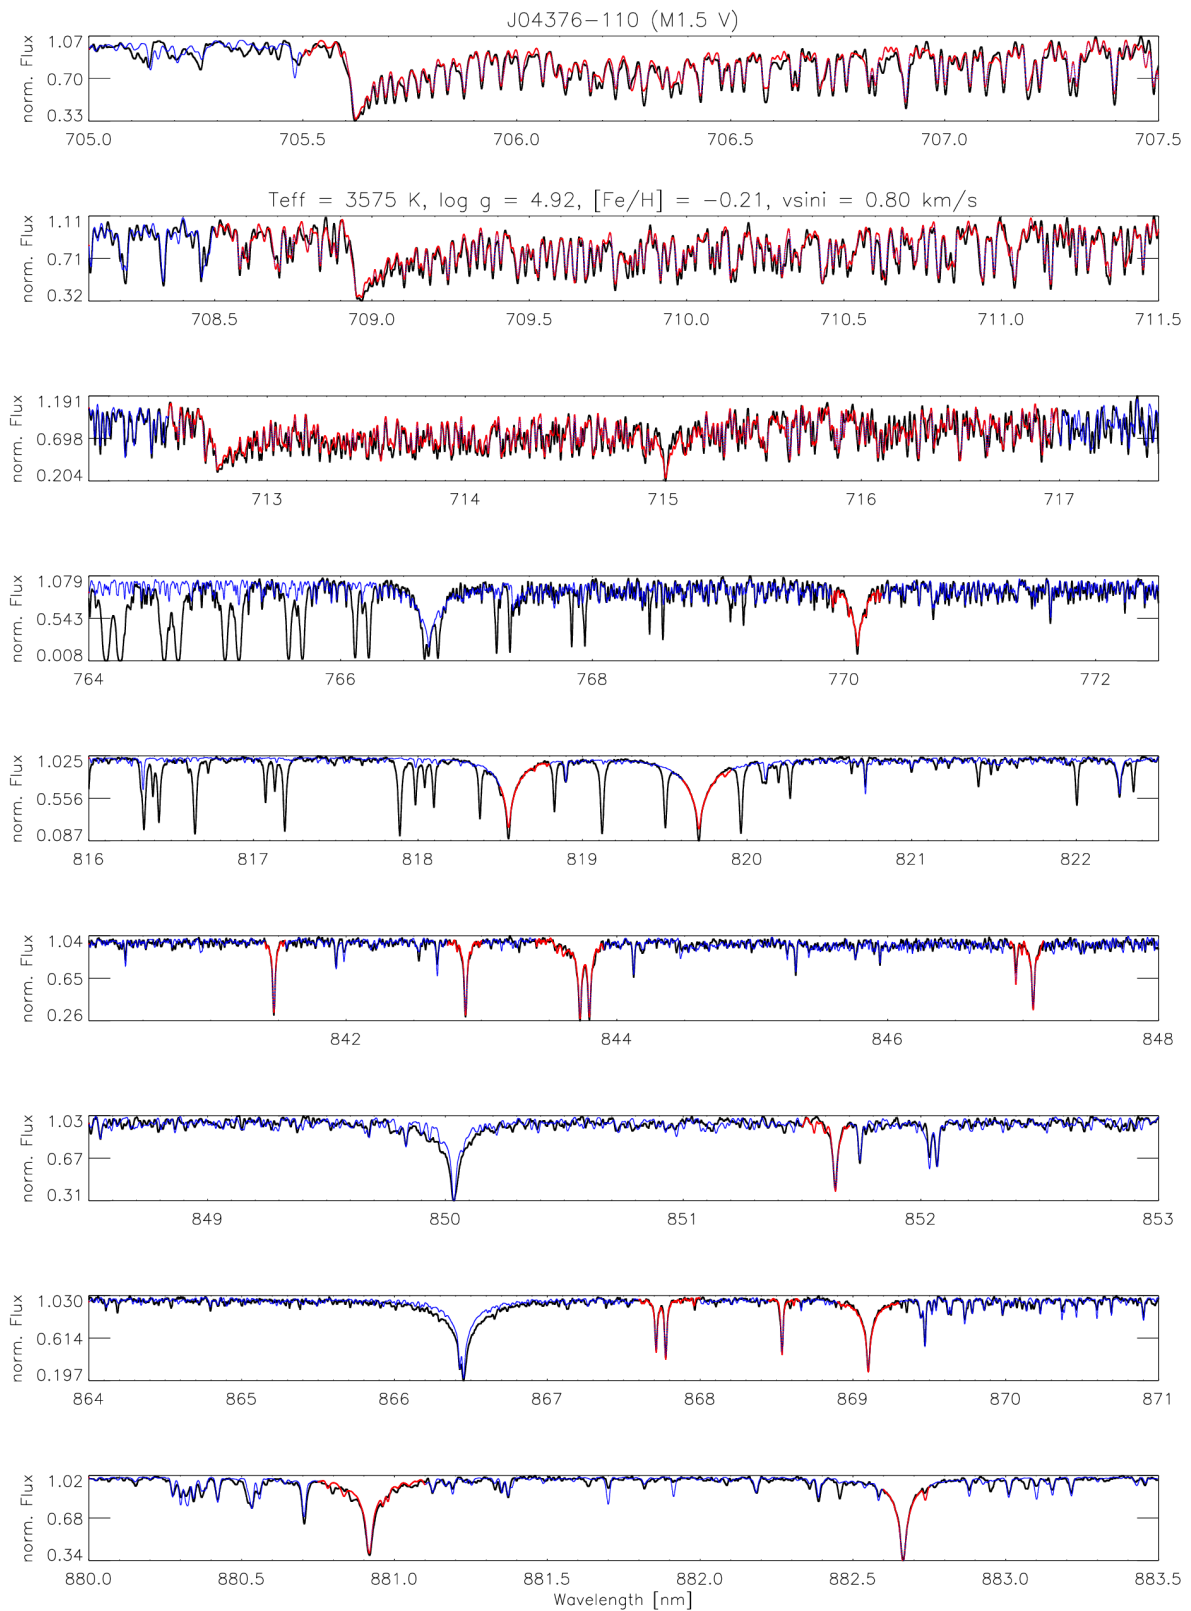 J04376-110 (M1.5 V)
norm. Flux
1.07
0.70
0.33
705.0 705.5 706.0 706.5 707.0 707.5
Teff = 3575 K, log g = 4.92, [Fe/H] = -0.21, vsini = 0.80 km/s
norm. Flux
1.11
0.71
0.32
708.5 709.0 709.5 710.0 710.5 711.0 711.5
norm. Flux
1.191
0.698
0.204
713 714 715 716 717
norm. Flux
1.079
0.543
0.008
764 766 768 770 772
norm. Flux
1.025
0.556
0.087
816 817 818 819 820 821 822
norm. Flux
1.04
0.65
0.26
842 844 846 848
norm. Flux
1.03
0.67
0.31
849 850 851 852 853
norm. Flux
1.030
0.614
0.197
864 865 866 867 868 869 870 871
norm. Flux
1.02
0.68
0.34
880.0 880.5 881.0 881.5 882.0 882.5 883.0 883.5
Wavelength [nm]